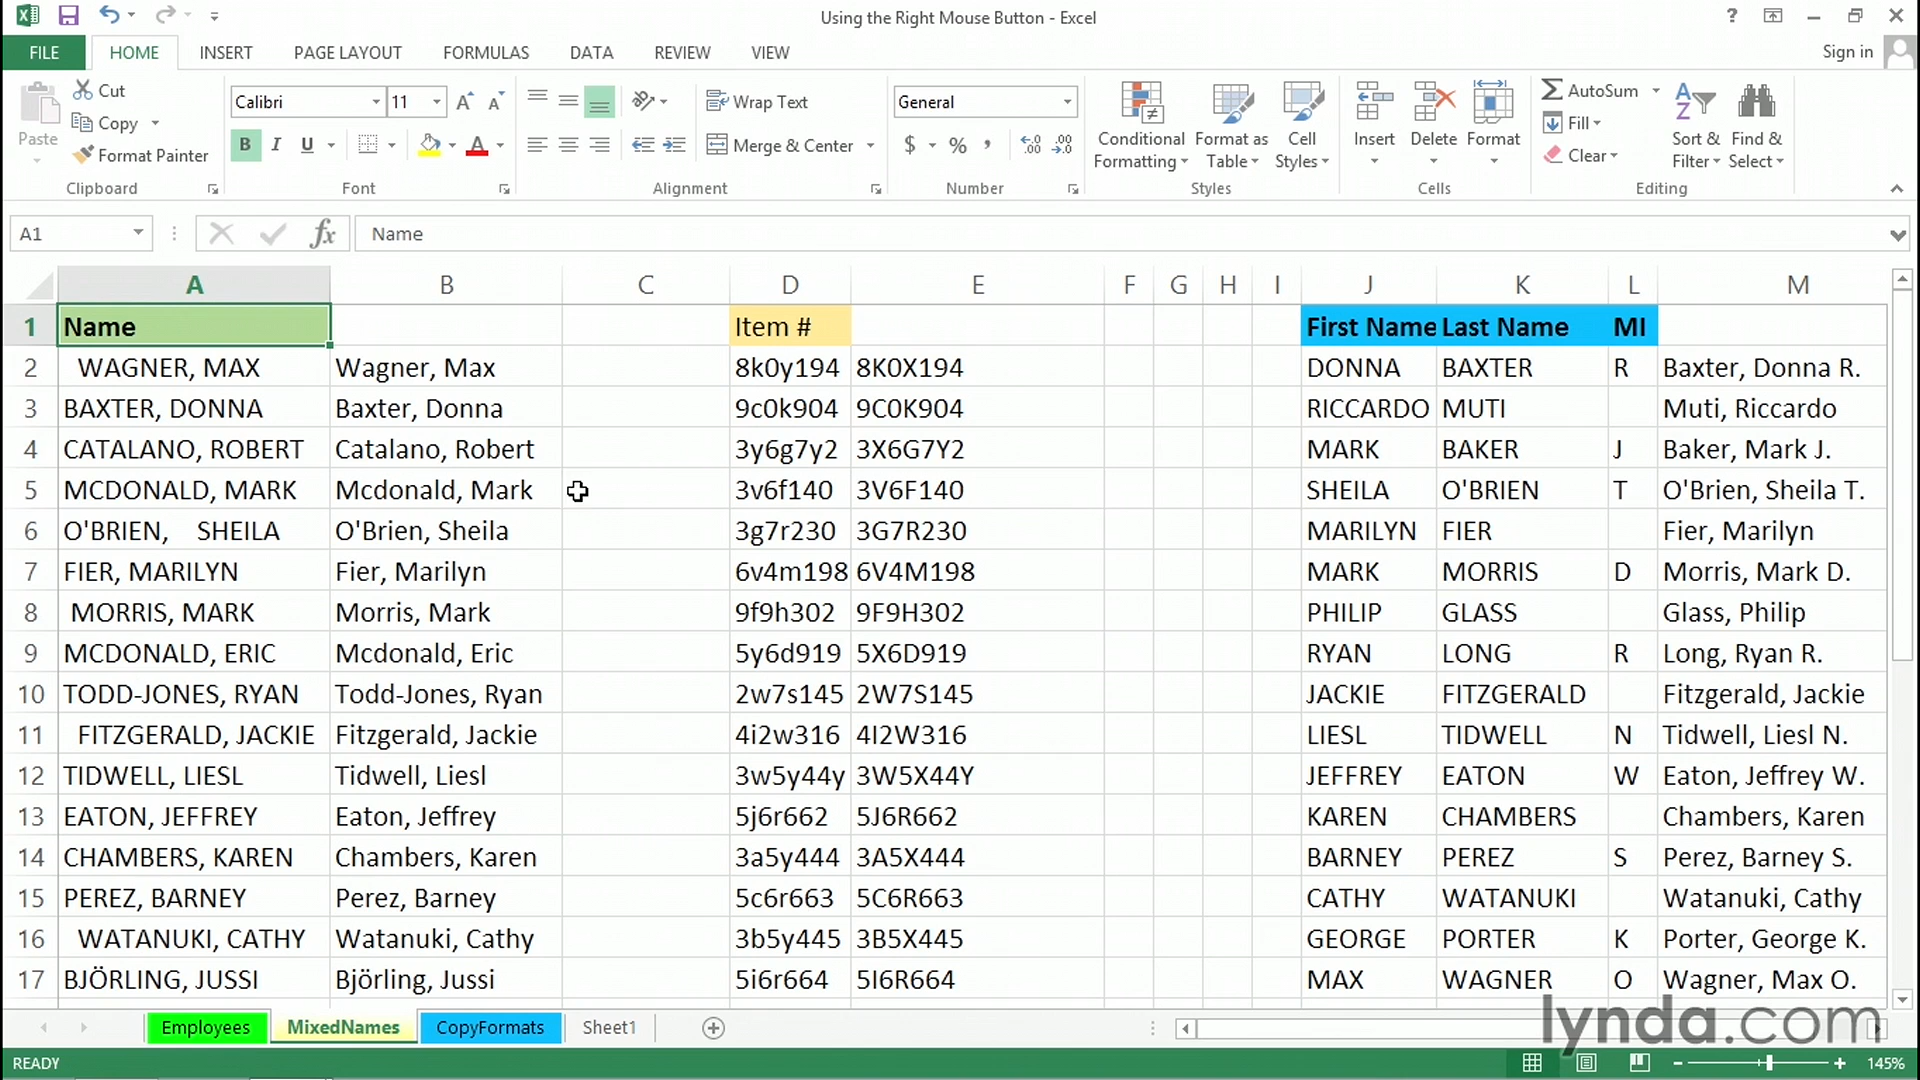 Using the Right Mouse Button - Excel
?
FILE HOME INSERT PAGE LAYOUT FORMULAS DATA REVIEW VIEW Sign in
Paste
Cut
Copy
Format Painter
Clipboard
Calibri 11
B I U
Font
Wrap Text
Merge & Center
Alignment
General
$ % ,
Number
Conditional Formatting
Format as Table
Cell Styles
Styles
Insert Delete Format
Cells
AutoSum
Fill
Clear
Sort & Filter
Find & Select
Editing
A1 fx Name
A B C D E F G H I J K L M
1 Name Item # First Name Last Name MI
2 WAGNER, MAX Wagner, Max 8k0y194 8K0X194 DONNA BAXTER R Baxter, Donna R.
3 BAXTER, DONNA Baxter, Donna 9c0k904 9C0K904 RICCARDO MUTI Muti, Riccardo
4 CATALANO, ROBERT Catalano, Robert 3y6g7y2 3X6G7Y2 MARK BAKER J Baker, Mark J.
5 MCDONALD, MARK Mcdonald, Mark 3v6f140 3V6F140 SHEILA O'BRIEN T O'Brien, Sheila T.
6 O'BRIEN, SHEILA O'Brien, Sheila 3g7r230 3G7R230 MARILYN FIER Fier, Marilyn
7 FIER, MARILYN Fier, Marilyn 6v4m198 6V4M198 MARK MORRIS D Morris, Mark D.
8 MORRIS, MARK Morris, Mark 9f9h302 9F9H302 PHILIP GLASS Glass, Philip
9 MCDONALD, ERIC Mcdonald, Eric 5y6d919 5X6D919 RYAN LONG R Long, Ryan R.
10 TODD-JONES, RYAN Todd-Jones, Ryan 2w7s145 2W7S145 JACKIE FITZGERALD Fitzgerald, Jackie
11 FITZGERALD, JACKIE Fitzgerald, Jackie 4i2w316 4I2W316 LIESL TIDWELL N Tidwell, Liesl N.
12 TIDWELL, LIESL Tidwell, Liesl 3w5y44y 3W5X44Y JEFFREY EATON W Eaton, Jeffrey W.
13 EATON, JEFFREY Eaton, Jeffrey 5j6r662 5J6R662 KAREN CHAMBERS Chambers, Karen
14 CHAMBERS, KAREN Chambers, Karen 3a5y444 3A5X444 BARNEY PEREZ S Perez, Barney S.
15 PEREZ, BARNEY Perez, Barney 5c6r663 5C6R663 CATHY WATANUKI Watanuki, Cathy
16 WATANUKI, CATHY Watanuki, Cathy 3b5y445 3B5X445 GEORGE PORTER K Porter, George K.
17 BJÖRLING, JUSSI Björling, Jussi 5i6r664 5I6R664 MAX WAGNER O Wagner, Max O.
Employees MixedNames CopyFormats Sheet1
lynda.com
READY 145%